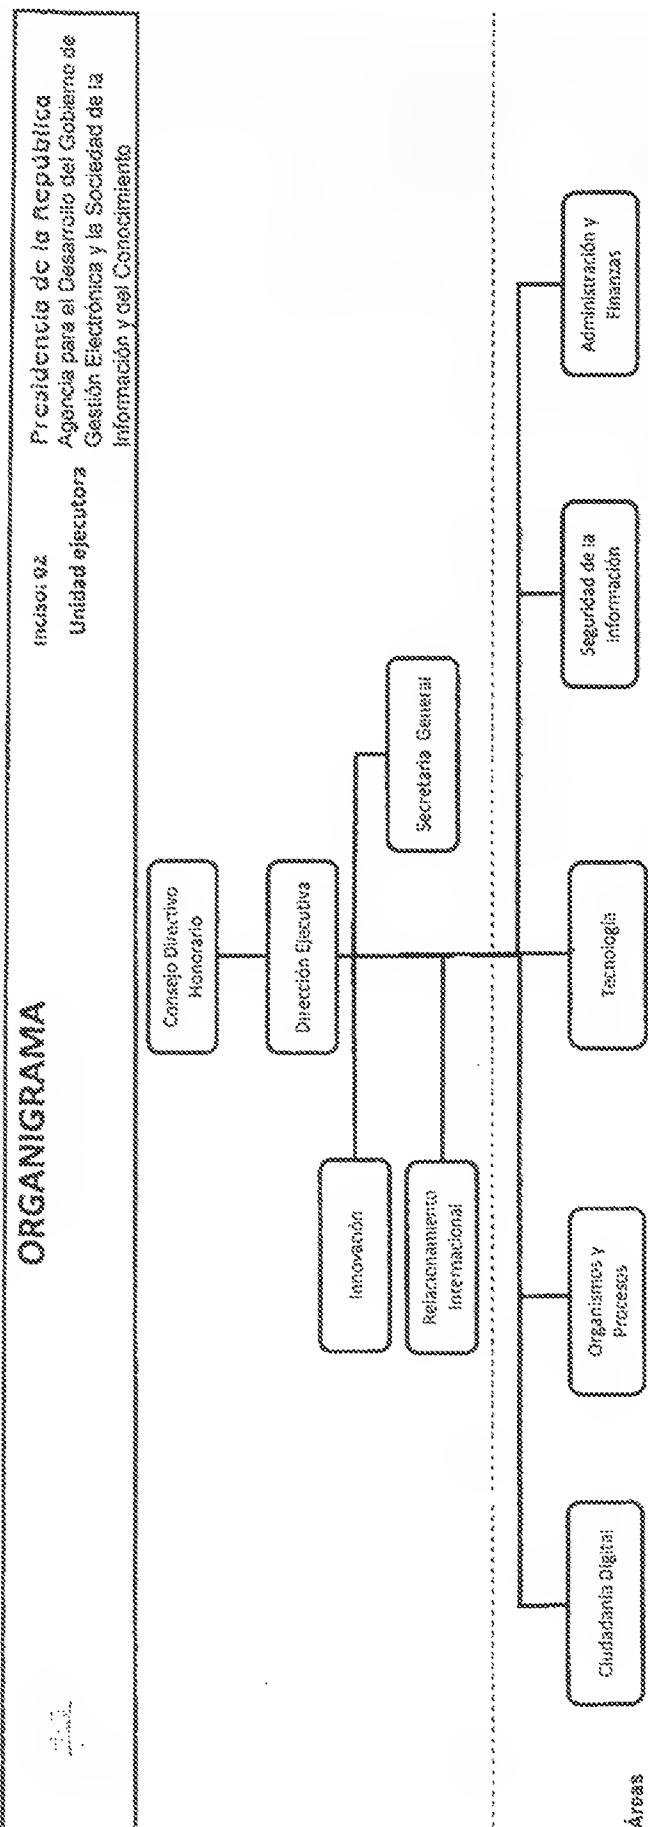 ORGANIGRAMA
Inciso: 02
Presidencia de la República
Unidad ejecutora
Agencia para el Desarrollo del Gobierno de
Gestión Electrónica y la Sociedad de la
Información y del Conocimiento
Consejo Directivo
Honorario
Dirección Ejecutiva
Innovación
Secretaría General
Relacionamiento
Internacional
Áreas
Ciudadanía Digital
Organismos y
Procesos
Tecnología
Seguridad de la
Información
Administración y
Finanzas